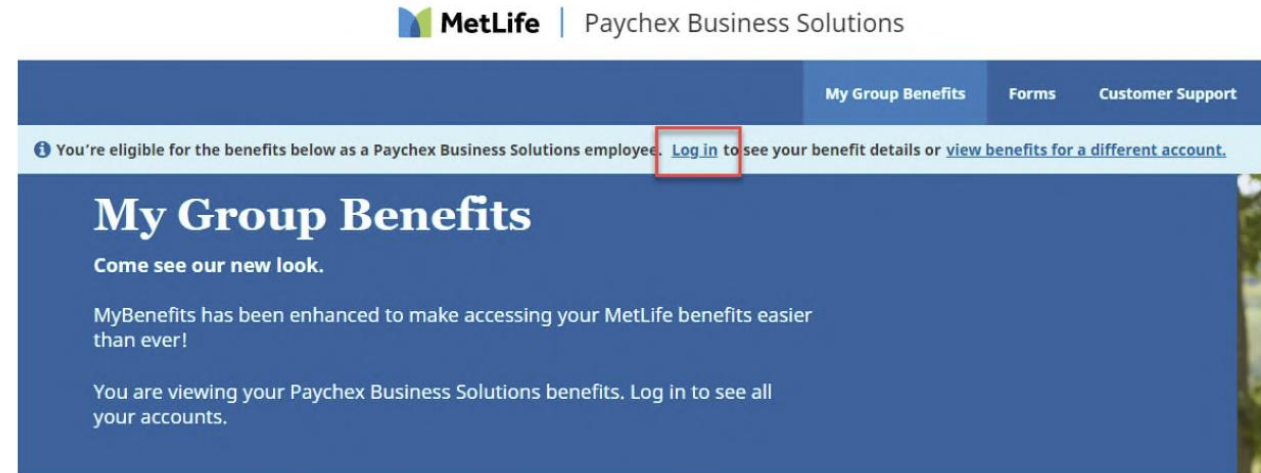 MetLife | Paychex Business Solutions
My Group Benefits Forms Customer Support
You're eligible for the benefits below as a Paychex Business Solutions employee. Log in to see your benefit details or view benefits for a different account.
My Group Benefits
Come see our new look.
MyBenefits has been enhanced to make accessing your MetLife benefits easier
than ever!
You are viewing your Paychex Business Solutions benefits. Log in to see all
your accounts.